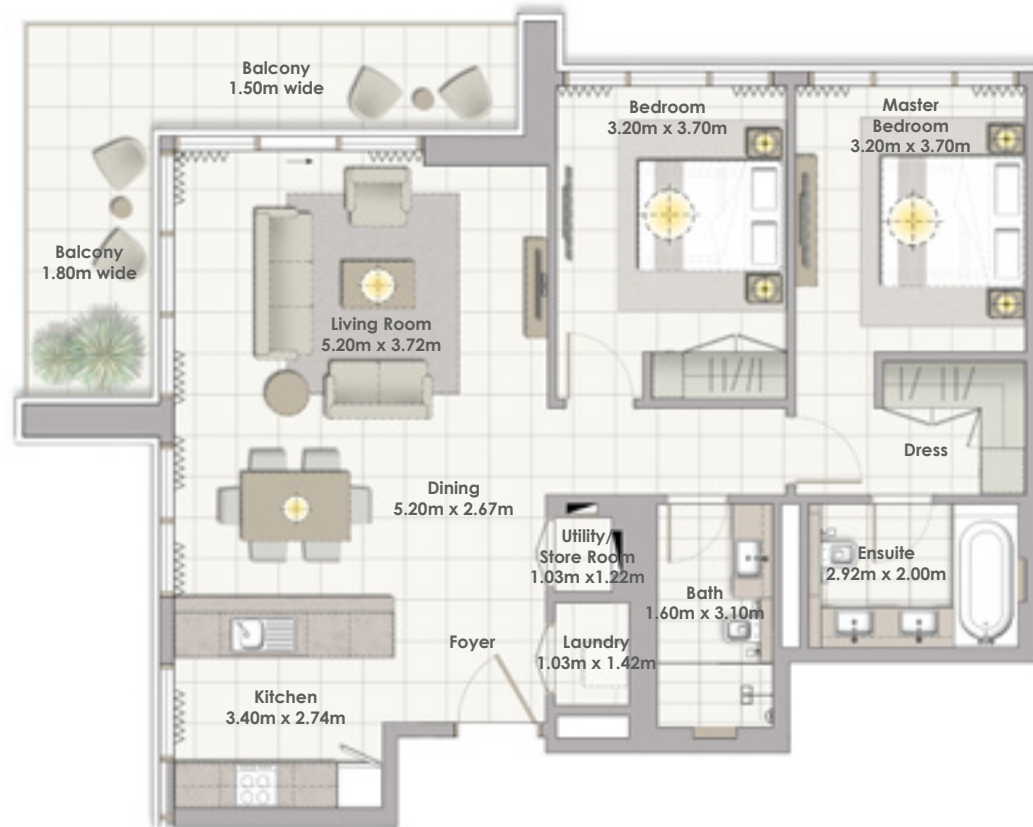 Balcony
1.50m wide
Bedroom
3.20m x 3.70m
Master
Bedroom
3.20m x 3.70m
Balcony
1.80m wide
Living Room
5.20m x 3.72m
Dress
Dining
5.20m x 2.67m
Utility/
Store Room
1.03m x1.22m
Ensuite
2.92m x 2.00m
Bath
1.60m x 3.10m
Foyer
Laundry
1.03m x 1.42m
Kitchen
3.40m x 2.74m